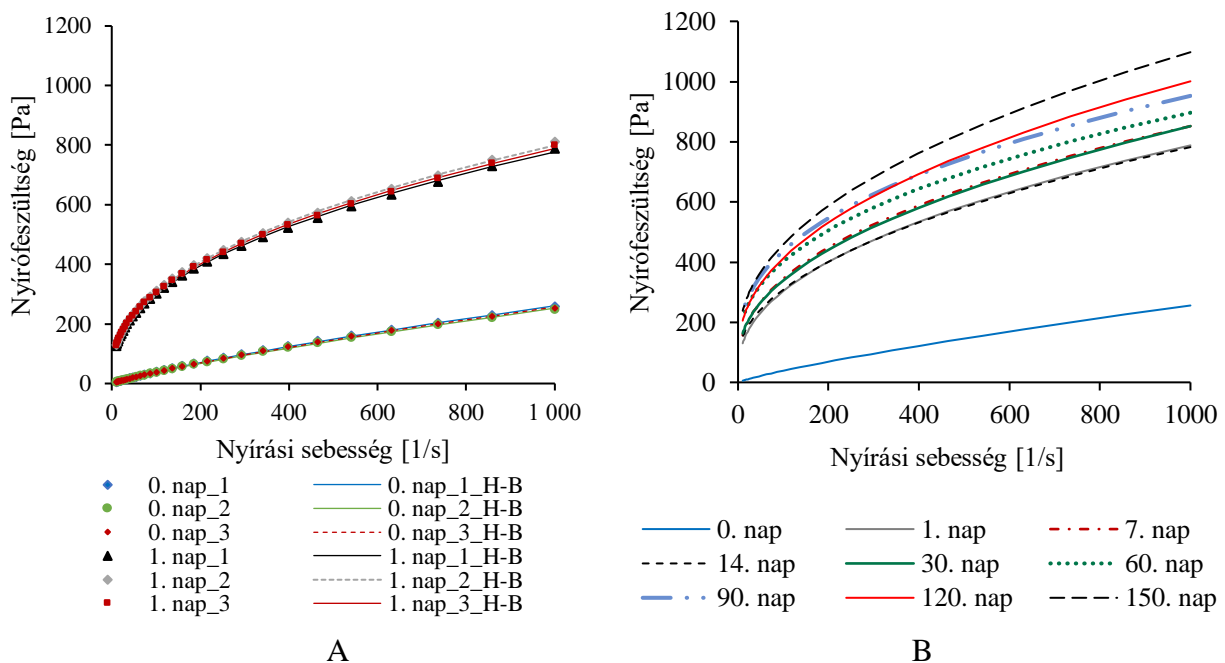 1200
1000
800
600
400
200
0
Nyírófeszültség [Pa]
0 200 400 600 800 1 000
Nyírási sebesség [1/s]
0. nap_1 0. nap_1_H-B
0. nap_2 0. nap_2_H-B
0. nap_3 0. nap_3_H-B
1. nap_1 1. nap_1_H-B
1. nap_2 1. nap_2_H-B
1. nap_3 1. nap_3_H-B
A
1200
1000
800
600
400
200
0
Nyírófeszültség [Pa]
0 200 400 600 800 1000
Nyírási sebesség [1/s]
0. nap 1. nap 7. nap
14. nap 30. nap 60. nap
90. nap 120. nap 150. nap
B